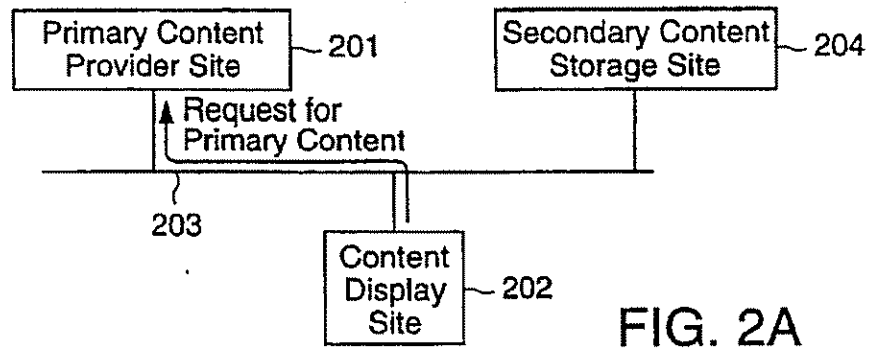 Primary Content
Provider Site
201
Secondary Content
Storage Site
204
Request for
Primary Content
203
Content
Display
Site
202
FIG. 2A